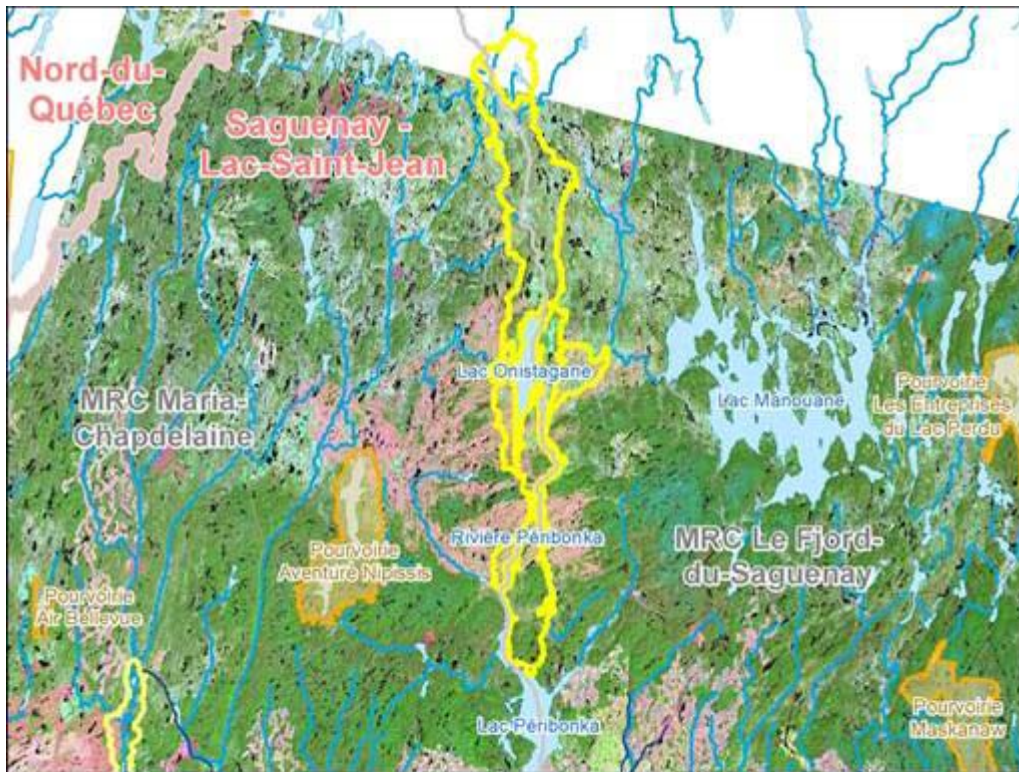 Nord-du-
Québec
Saguenay -
Lac-Saint-Jean
Lac Onistagane
MRC Maria-
Chapdelaine
Lac Manouane
Pourvoirie
Les Entreprises
du Lac Perdu
Rivière Péribonka
MRC Le Fjord-
du-Saguenay
Pourvoirie
Aventure Nipissis
Pourvoirie
Air Bellevue
Lac Péribonka
Pourvoirie
Maskanaw